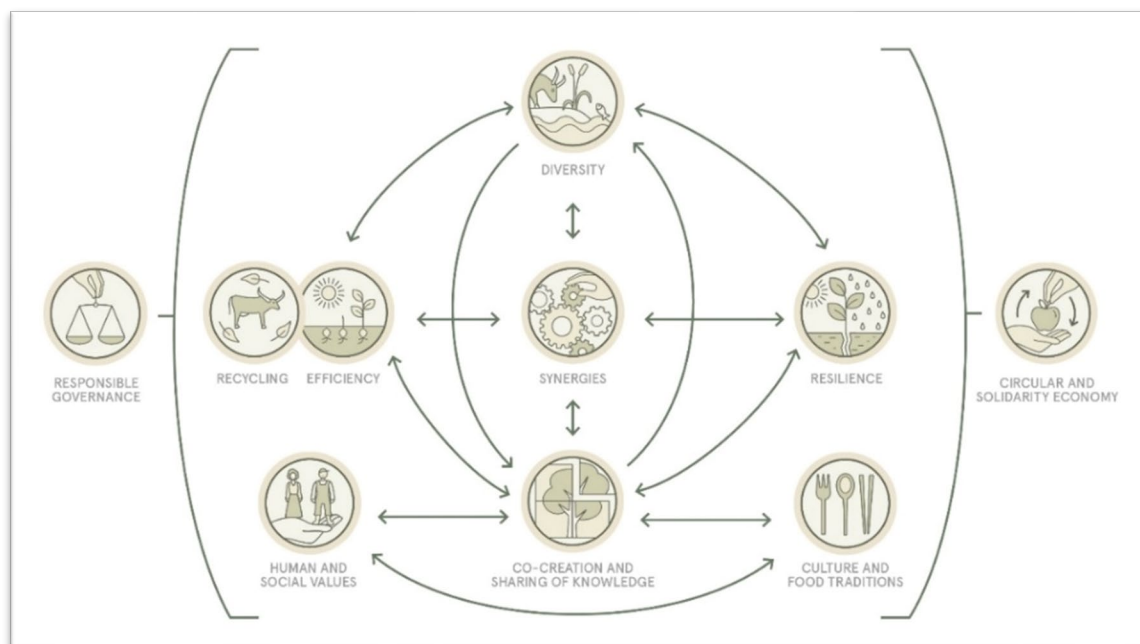 DIVERSITY
RESPONSIBLE
GOVERNANCE
RECYCLING
EFFICIENCY
SYNERGIES
RESILIENCE
CIRCULAR AND
SOLIDARITY ECONOMY
HUMAN AND
SOCIAL VALUES
CO-CREATION AND
SHARING OF KNOWLEDGE
CULTURE AND
FOOD TRADITIONS